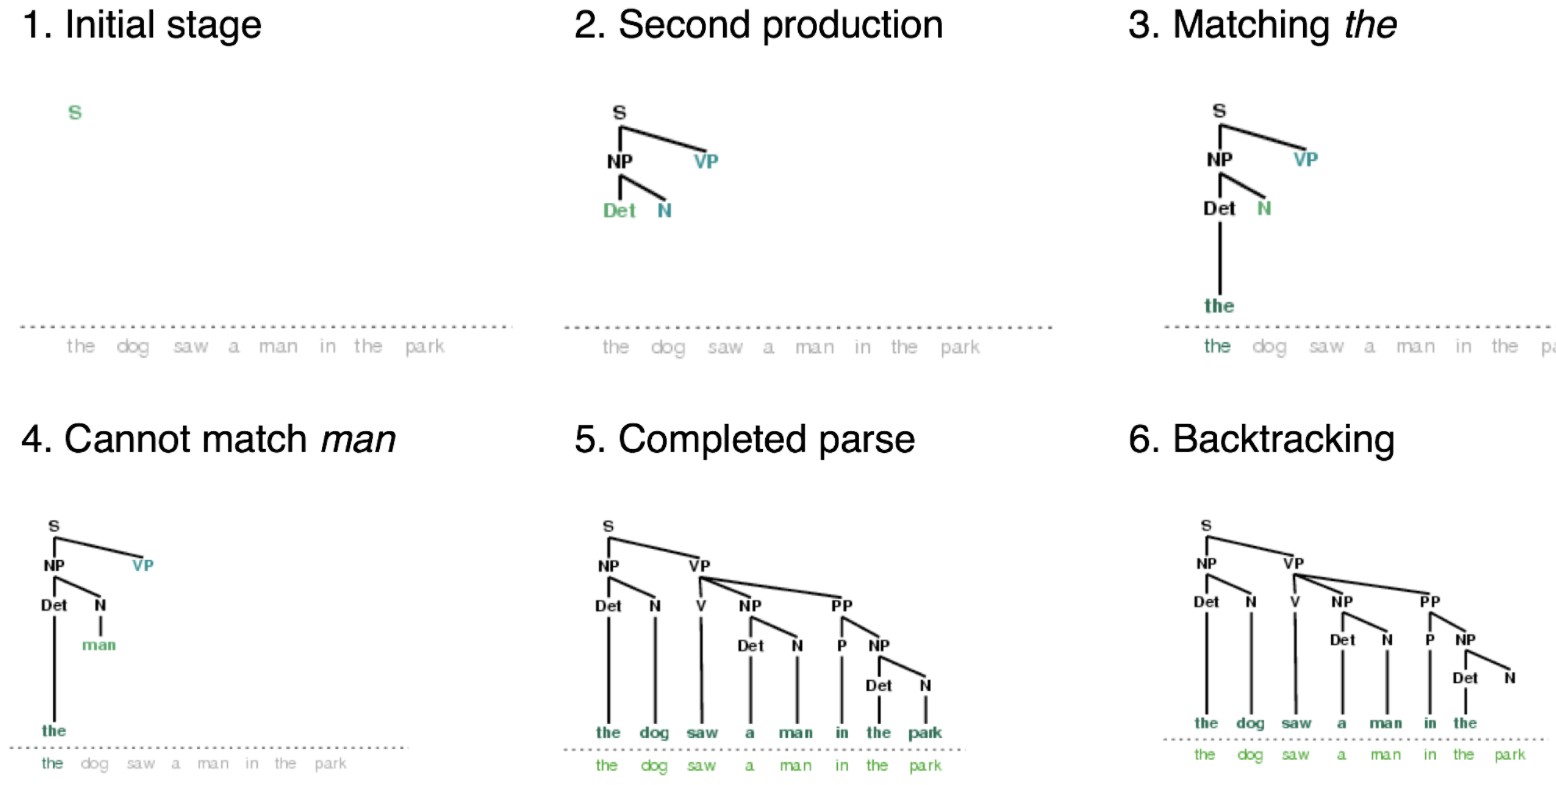 1. Initial stage
S
the dog saw a man in the park
2. Second production
S
NP VP
Det N
the dog saw a man in the park
3. Matching the
S
NP VP
Det N
the
the dog saw a man in the
4. Cannot match man
S
NP VP
Det N
man
the
the dog saw a man in the park
5. Completed parse
S
NP VP
Det N V NP PP
Det N P NP
Det N
the dog saw a man in the park
the dog saw a man in the park
6. Backtracking
S
NP VP
Det N V NP PP
Det N P NP
Det N
the dog saw a man in the
the dog saw a man in the park